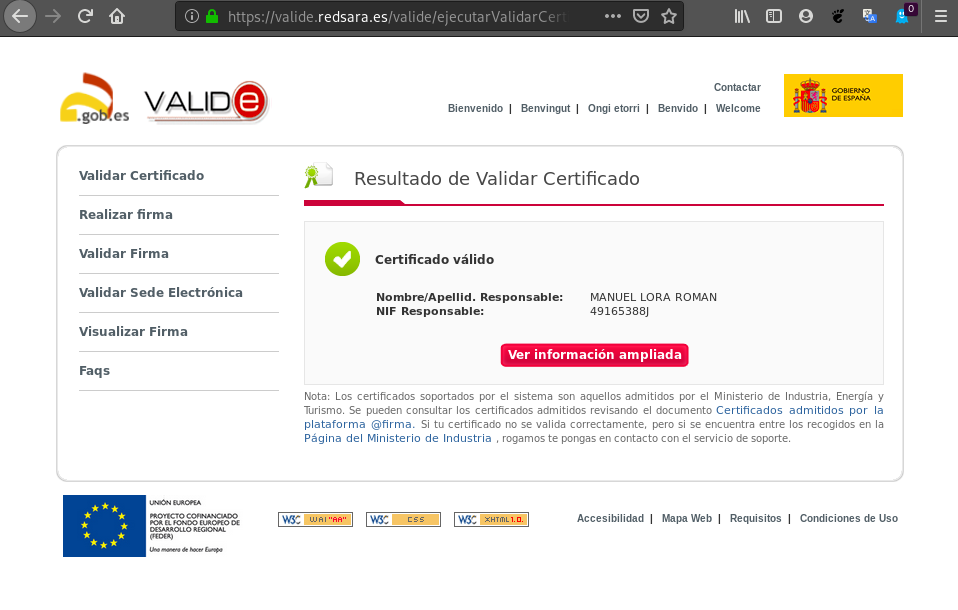 https://valide.redsara.es/valide/ejecutarValidarCert
0
.gob.es VALIDe
Contactar
Bienvenido | Benvingut | Ongi etorri | Benvido | Welcome
GOBIERNO
DE ESPAÑA
Validar Certificado
Realizar firma
Validar Firma
Validar Sede Electrónica
Visualizar Firma
Faqs
Resultado de Validar Certificado
Certificado válido
Nombre/Apellid. Responsable: MANUEL LORA ROMAN
NIF Responsable: 49165388J
Ver información ampliada
Nota: Los certificados soportados por el sistema son aquellos admitidos por el Ministerio de Industria, Energía y
Turismo. Se pueden consultar los certificados admitidos revisando el documento Certificados admitidos por la
plataforma @firma. Si tu certificado no se valida correctamente, pero si se encuentra entre los recogidos en la
Página del Ministerio de Industria , rogamos te pongas en contacto con el servicio de soporte.
UNIÓN EUROPEA
PROYECTO COFINANCIADO
POR EL FONDO EUROPEO DE
DESARROLLO REGIONAL
(FEDER)
Una manera de hacer Europa
W3C WAI "AA"
W3C CSS
W3C XHTML 1.0.
Accesibilidad | Mapa Web | Requisitos | Condiciones de Uso